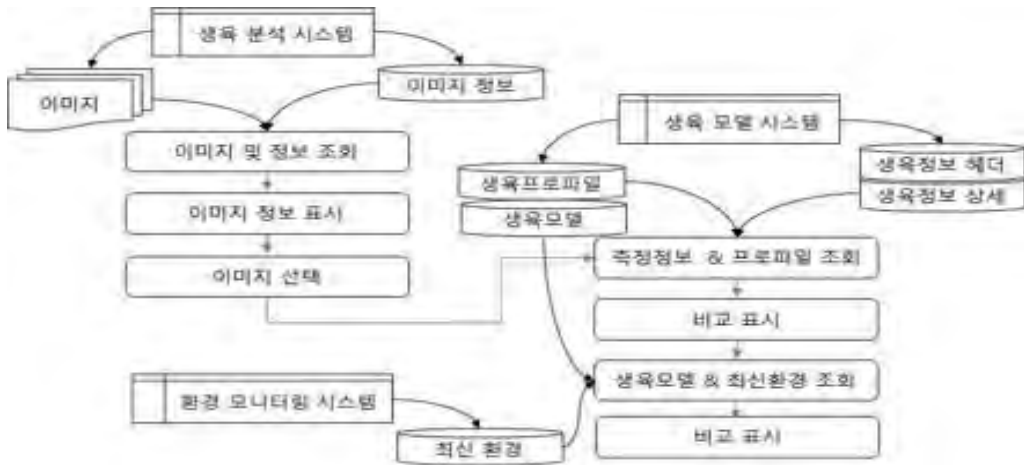 생육 분석 시스템
이미지
이미지 정보
이미지 및 정보 조회
이미지 정보 표시
이미지 선택
생육 모델 시스템
생육프로파일
생육모델
생육정보 헤더
생육정보 상세
측정정보 & 프로파일 조회
비교 표시
생육모델 & 최신환경 조회
비교 표시
환경 모니터링 시스템
최신 환경